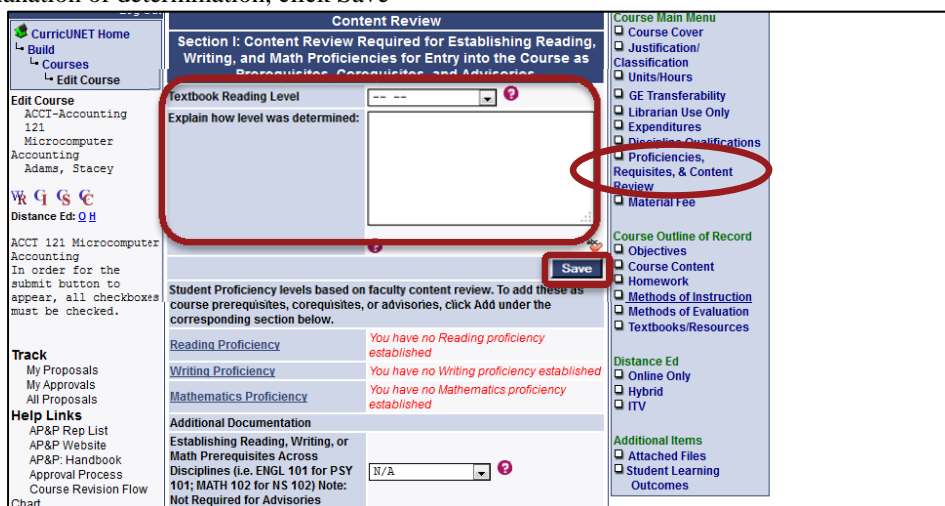 click Save
CurricUNET Home
Build
Courses
Edit Course
Edit Course
ACCT-Accounting
121
Microcomputer
Accounting
Adams, Stacey
WR CI CS CC
Distance Ed: O H
ACCT 121 Microcomputer
Accounting
In order for the
submit button to
appear, all checkboxes
must be checked.
Track
My Proposals
My Approvals
All Proposals
Help Links
AP&P Rep List
AP&P Website
AP&P: Handbook
Approval Process
Course Revision Flow
Chart
Content Review
Section I: Content Review Required for Establishing Reading,
Writing, and Math Proficiencies for Entry into the Course as
Prerequisites, Corequisites, and Advisories
Textbook Reading Level
-- --
Explain how level was determined:
abc
Save
Student Proficiency levels based on faculty content review. To add these as
course prerequisites, corequisites, or advisories, click Add under the
corresponding section below.
Reading Proficiency
You have no Reading proficiency
established
Writing Proficiency
You have no Writing proficiency established
Mathematics Proficiency
You have no Mathematics proficiency
established
Additional Documentation
Establishing Reading, Writing, or
Math Prerequisites Across
Disciplines (i.e. ENGL 101 for PSY
101; MATH 102 for NS 102) Note:
Not Required for Advisories
N/A
Course Main Menu
Course Cover
Justification/
Classification
Units/Hours
GE Transferability
Librarian Use Only
Expenditures
Discipline Qualifications
Proficiencies,
Requisites, & Content
Review
Material Fee
Course Outline of Record
Objectives
Course Content
Homework
Methods of Instruction
Methods of Evaluation
Textbooks/Resources
Distance Ed
Online Only
Hybrid
ITV
Additional Items
Attached Files
Student Learning
Outcomes